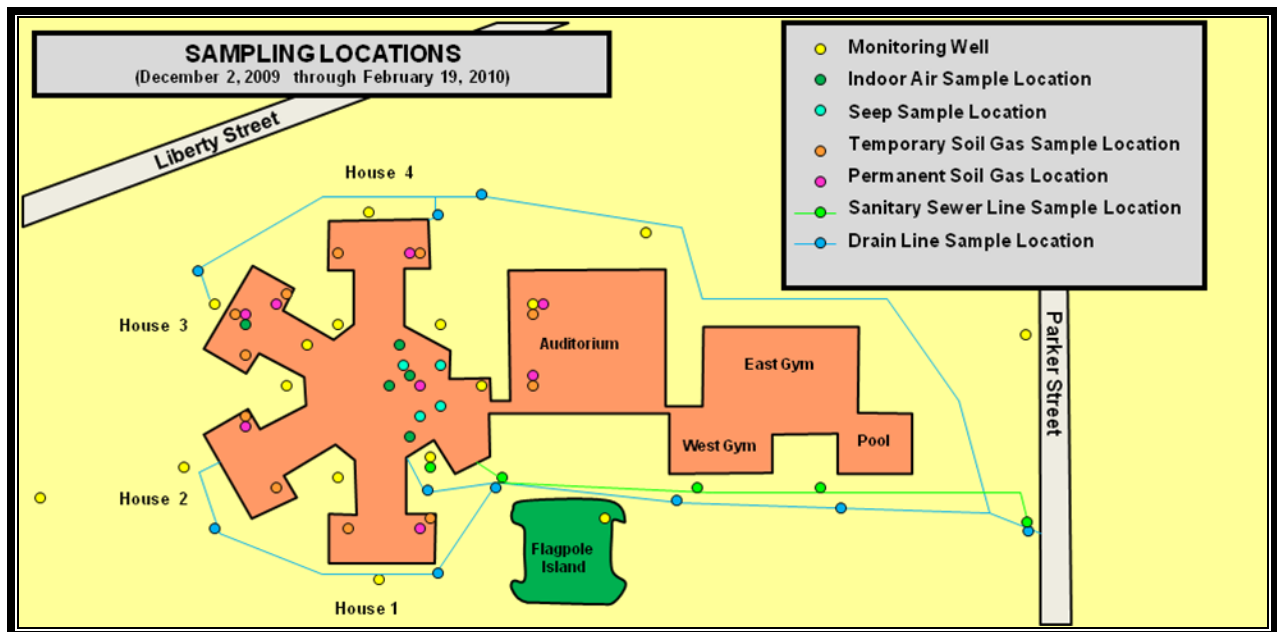 SAMPLING LOCATIONS
(December 2, 2009 through February 19, 2010)
Monitoring Well
Indoor Air Sample Location
Seep Sample Location
Temporary Soil Gas Sample Location
Permanent Soil Gas Location
Sanitary Sewer Line Sample Location
Drain Line Sample Location
Liberty Street
House 4
House 3
Auditorium
East Gym
Parker Street
West Gym
Pool
House 2
Flagpole
Island
House 1